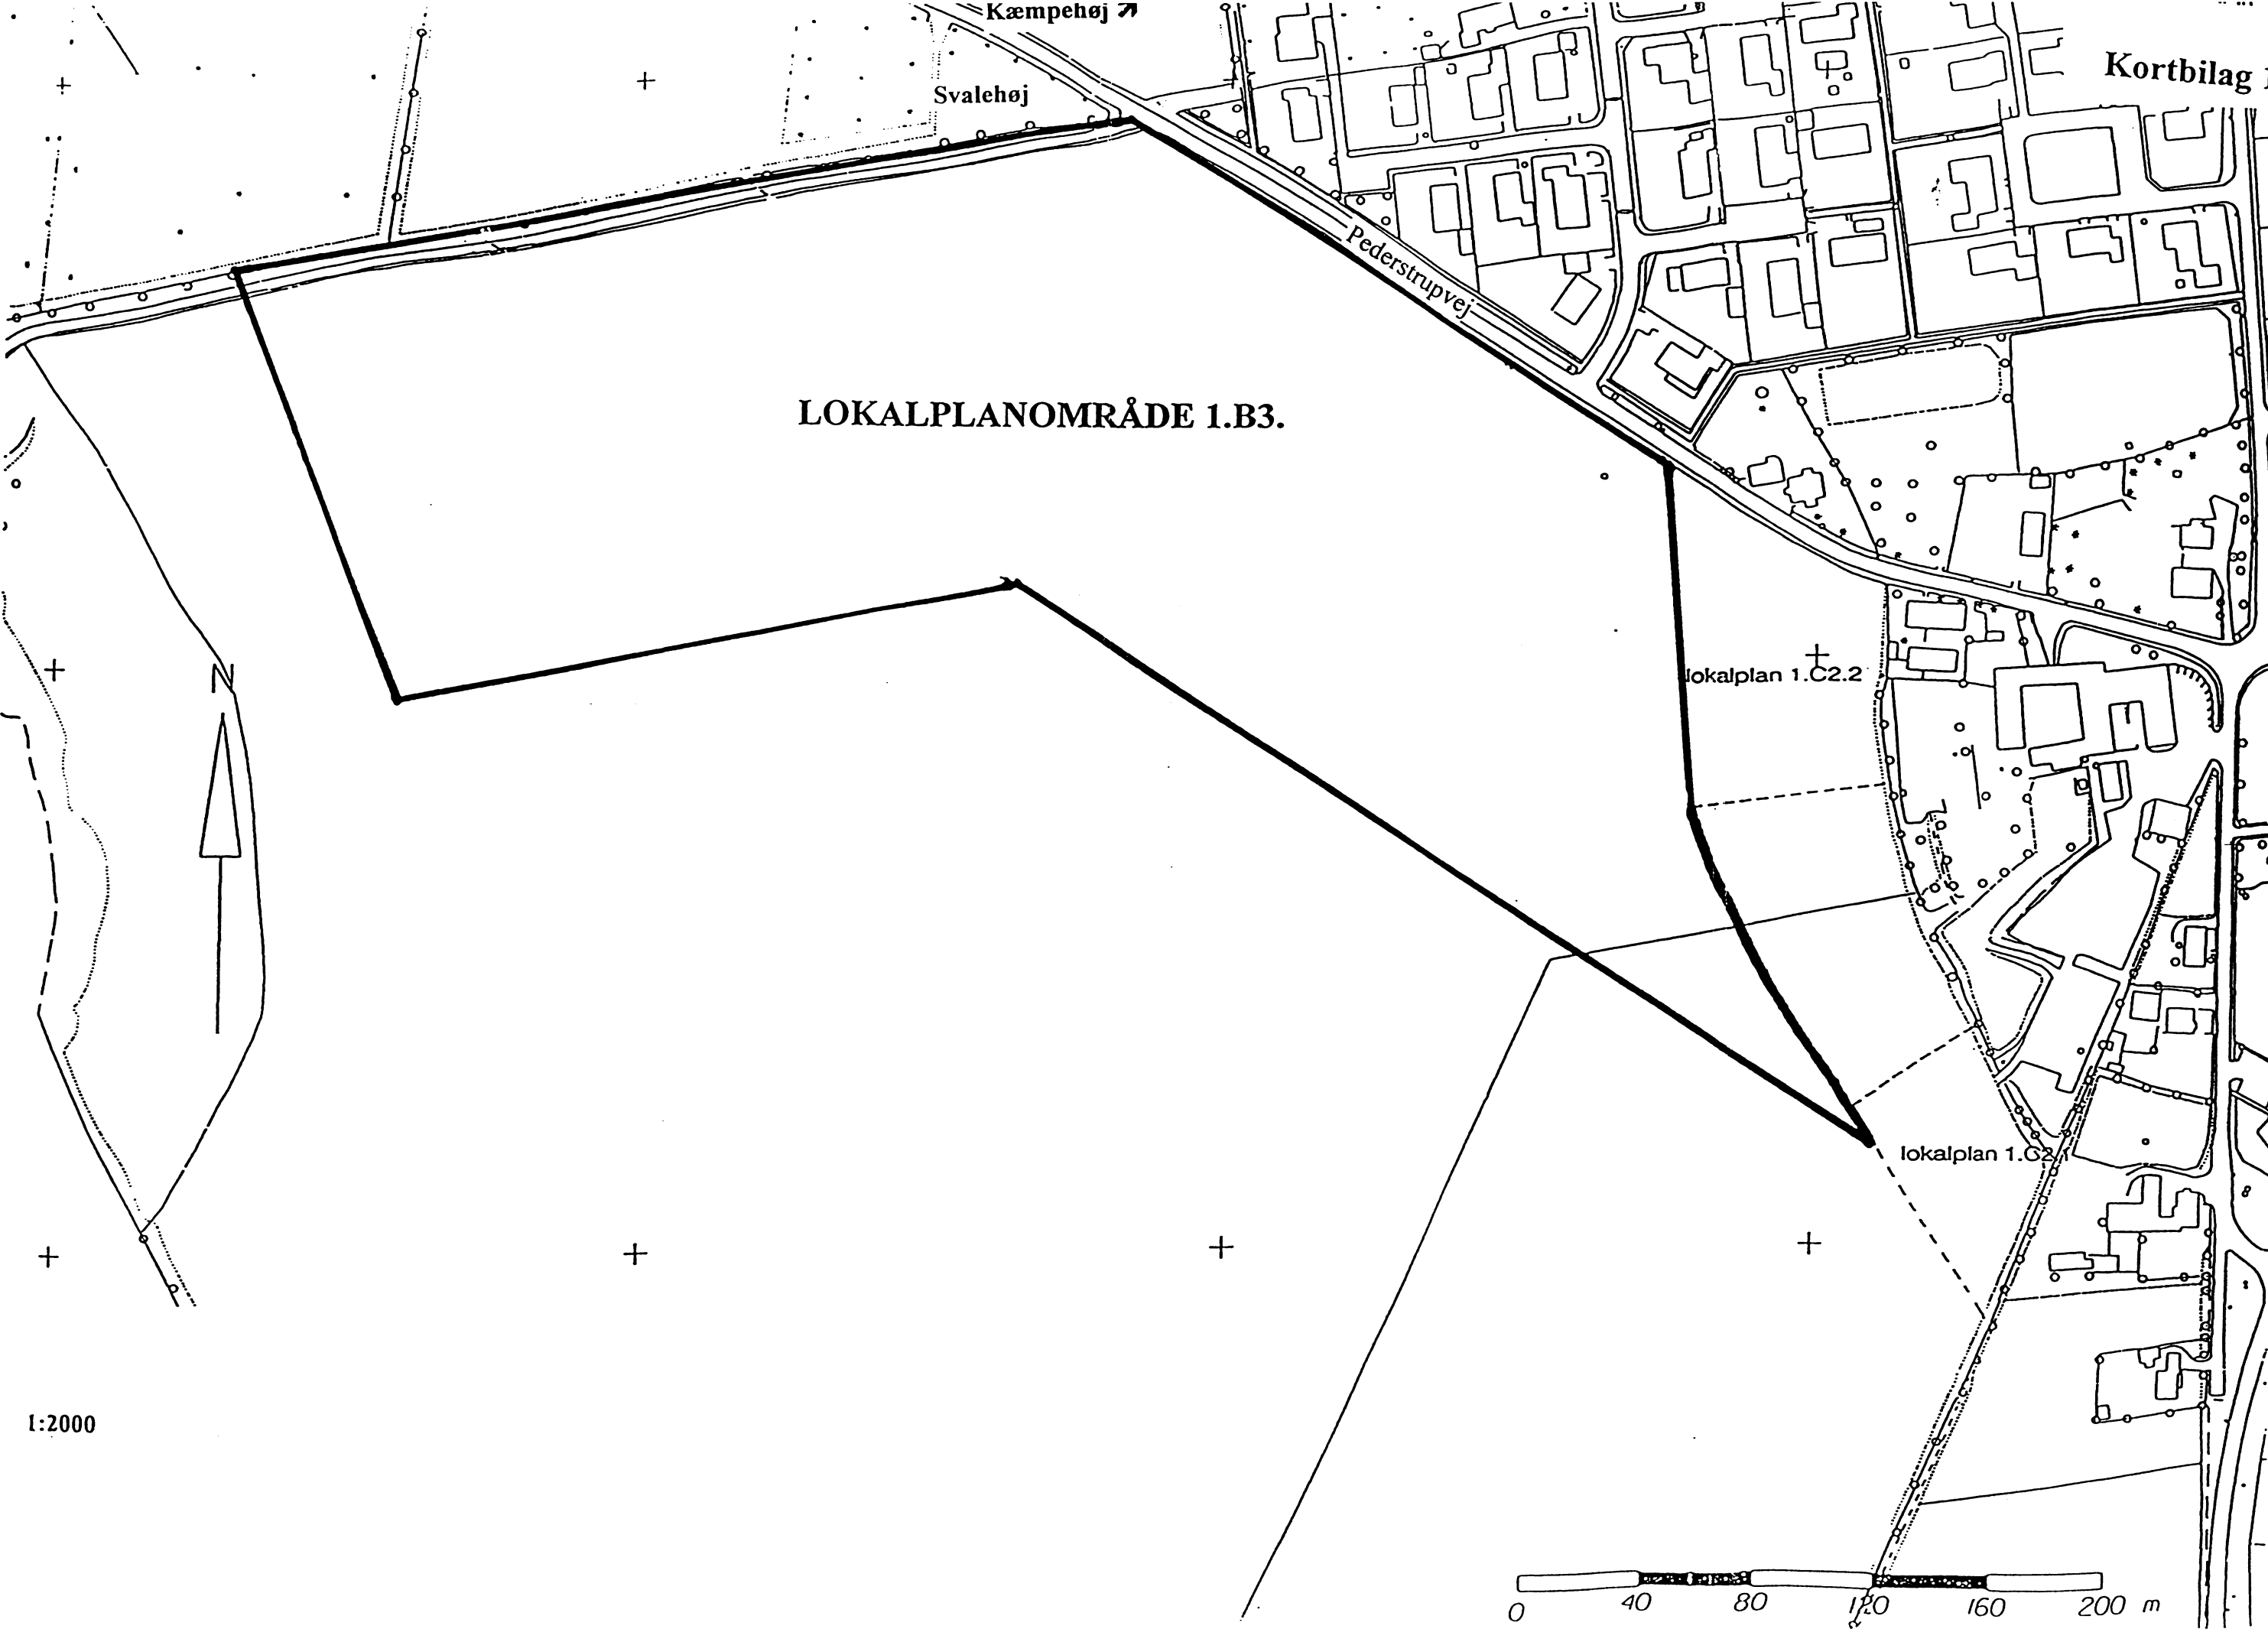 Kæmpehøj
Kortbilag
Svalehøj
Pederstrupvej
LOKALPLANOMRÅDE 1.B3.
lokalplan 1.C2.2
N
lokalplan 1.C2.1
1:2000
0 40 80 120 160 200 m